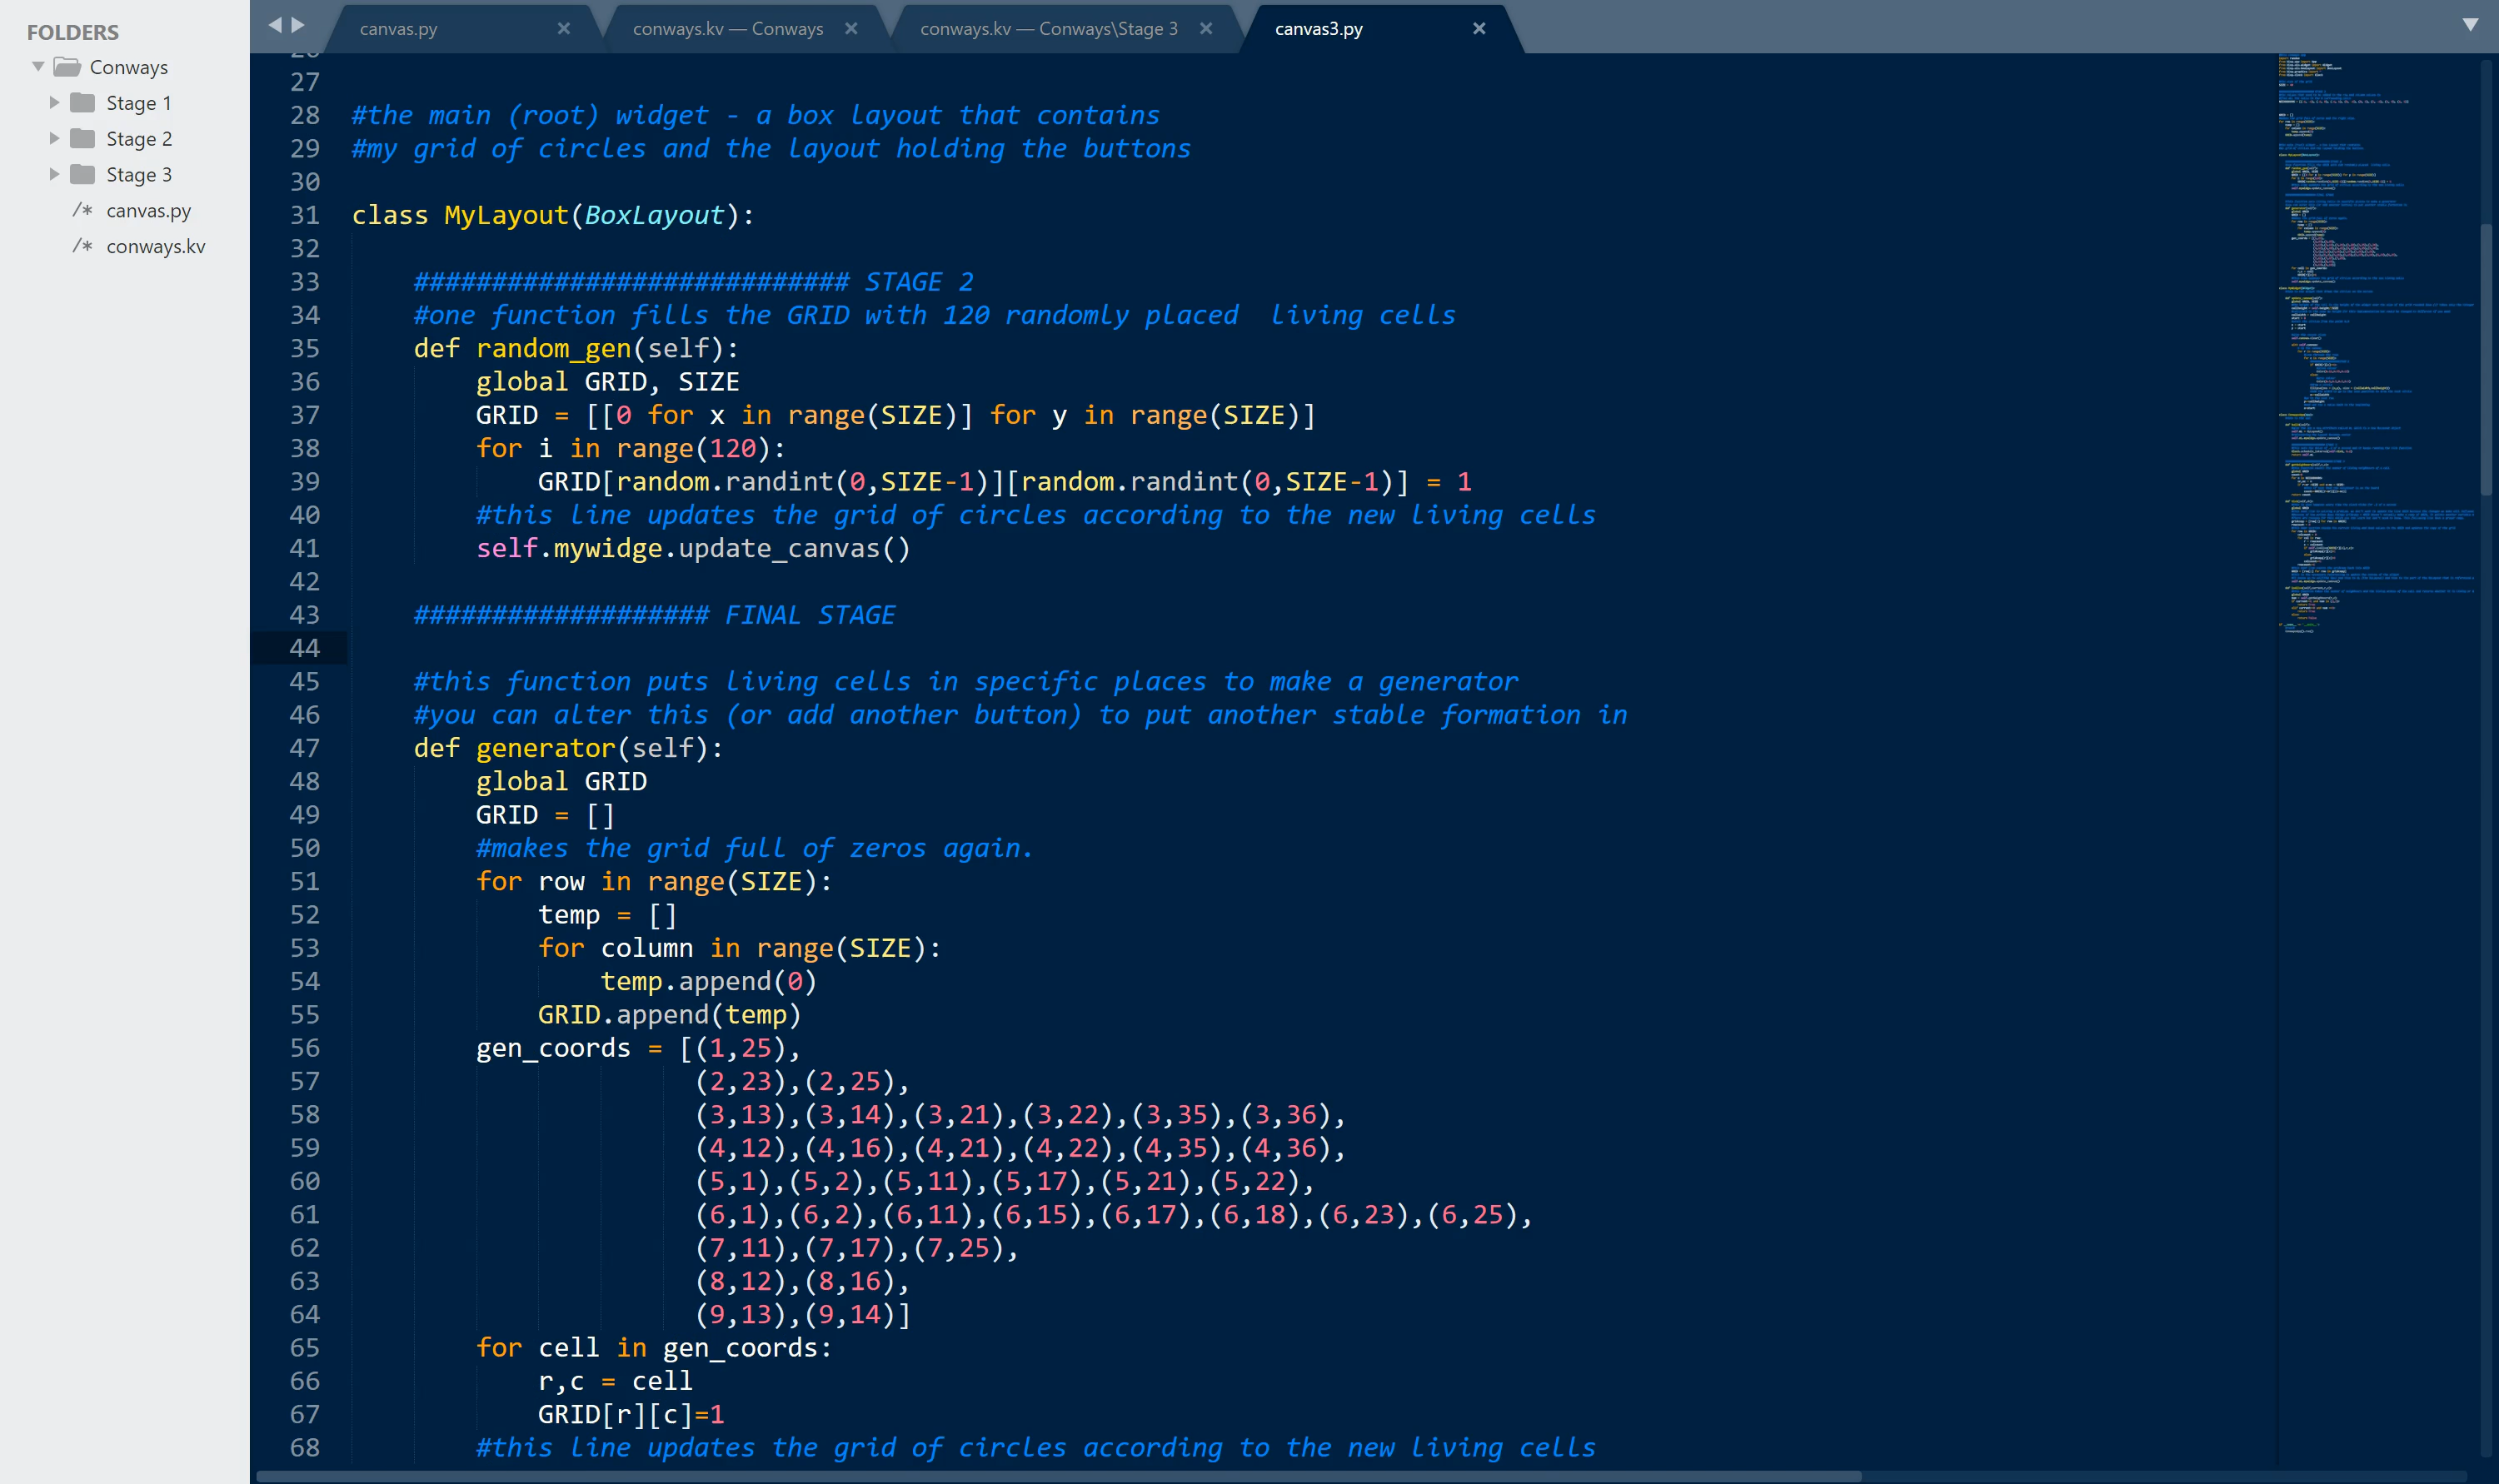 FOLDERS
Conways
Stage 1
Stage 2
Stage 3
/* canvas.py
/* conways.kv
canvas.py ×
conways.kv — Conways ×
conways.kv — Conways\Stage 3 ×
canvas3.py ×
27
28 #the main (root) widget - a box layout that contains
29 #my grid of circles and the layout holding the buttons
30
31 class MyLayout(BoxLayout):
32
33     ############################ STAGE 2
34     #one function fills the GRID with 120 randomly placed  living cells
35     def random_gen(self):
36         global GRID, SIZE
37         GRID = [[0 for x in range(SIZE)] for y in range(SIZE)]
38         for i in range(120):
39             GRID[random.randint(0,SIZE-1)][random.randint(0,SIZE-1)] = 1
40         #this line updates the grid of circles according to the new living cells
41         self.mywidge.update_canvas()
42
43     ################### FINAL STAGE
44
45     #this function puts living cells in specific places to make a generator
46     #you can alter this (or add another button) to put another stable formation in
47     def generator(self):
48         global GRID
49         GRID = []
50         #makes the grid full of zeros again.
51         for row in range(SIZE):
52             temp = []
53             for column in range(SIZE):
54                 temp.append(0)
55             GRID.append(temp)
56         gen_coords = [(1,25),
57                       (2,23),(2,25),
58                       (3,13),(3,14),(3,21),(3,22),(3,35),(3,36),
59                       (4,12),(4,16),(4,21),(4,22),(4,35),(4,36),
60                       (5,1),(5,2),(5,11),(5,17),(5,21),(5,22),
61                       (6,1),(6,2),(6,11),(6,15),(6,17),(6,18),(6,23),(6,25),
62                       (7,11),(7,17),(7,25),
63                       (8,12),(8,16),
64                       (9,13),(9,14)]
65         for cell in gen_coords:
66             r,c = cell
67             GRID[r][c]=1
68         #this line updates the grid of circles according to the new living cells